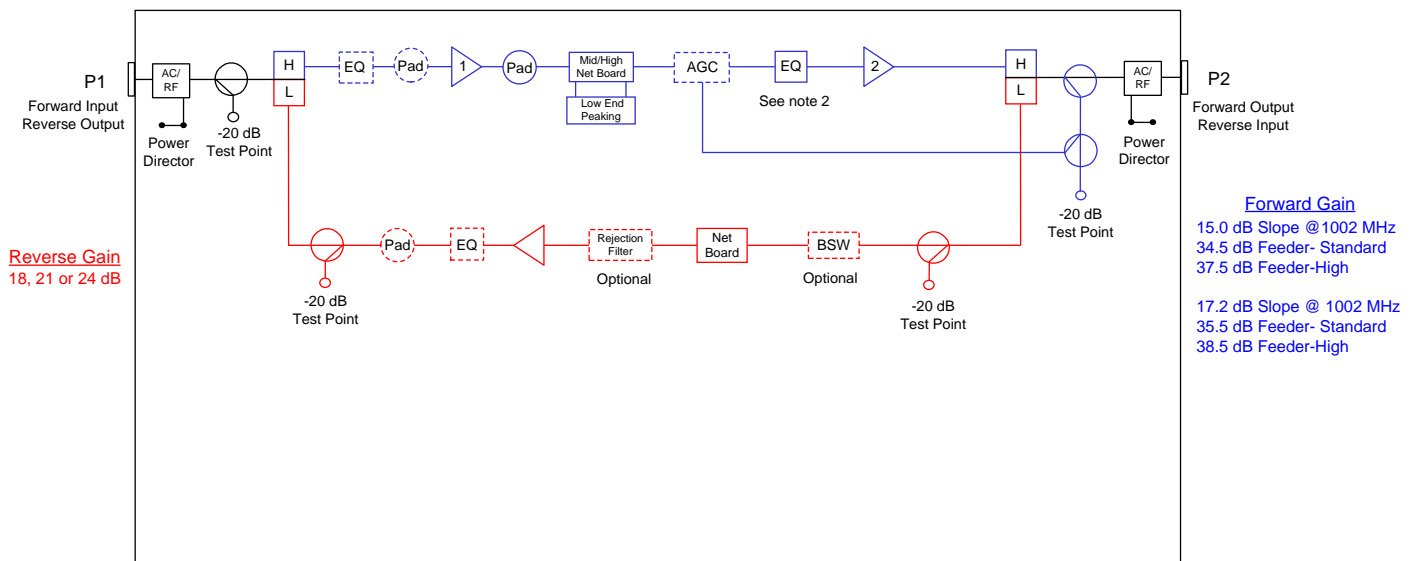 P1
Forward Input
Reverse Output
AC/
RF
Power
Director
-20 dB
Test Point
H
L
EQ
Pad
1
Pad
Mid/High
Net Board
Low End
Peaking
AGC
EQ
See note 2
2
H
L
-20 dB
Test Point
AC/
RF
Power
Director
P2
Forward Output
Reverse Input
Reverse Gain
18, 21 or 24 dB
-20 dB
Test Point
Pad
EQ
Rejection
Filter
Optional
Net
Board
BSW
Optional
-20 dB
Test Point
Forward Gain
15.0 dB Slope @1002 MHz
34.5 dB Feeder- Standard
37.5 dB Feeder-High
17.2 dB Slope @ 1002 MHz
35.5 dB Feeder- Standard
38.5 dB Feeder-High